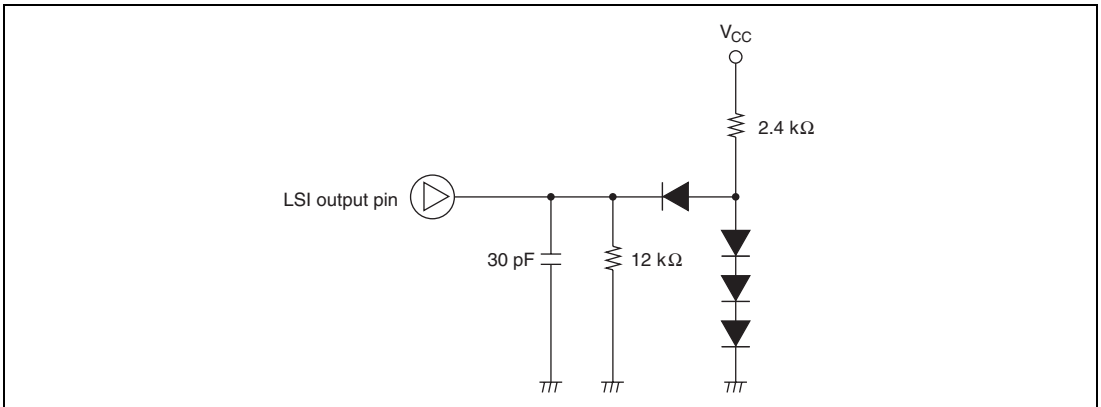 VCC
2.4 kΩ
LSI output pin
30 pF
12 kΩ